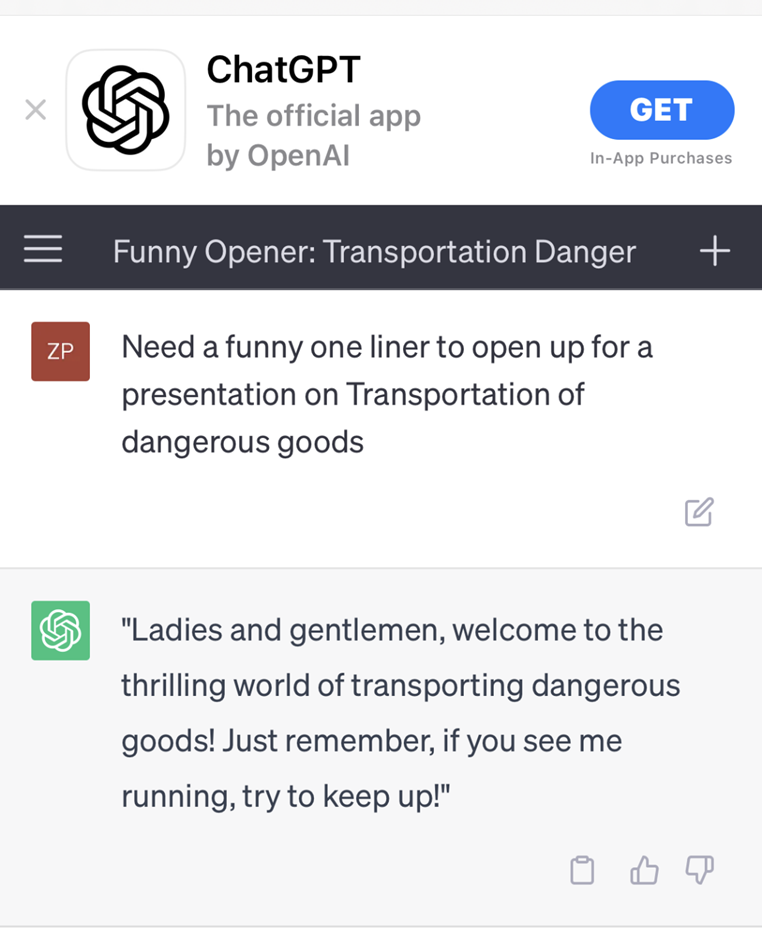 ChatGPT
The official app
by OpenAI
GET
In-App Purchases
Funny Opener: Transportation Danger
ZP
Need a funny one liner to open up for a
presentation on Transportation of
dangerous goods
"Ladies and gentlemen, welcome to the
thrilling world of transporting dangerous
goods! Just remember, if you see me
running, try to keep up!"